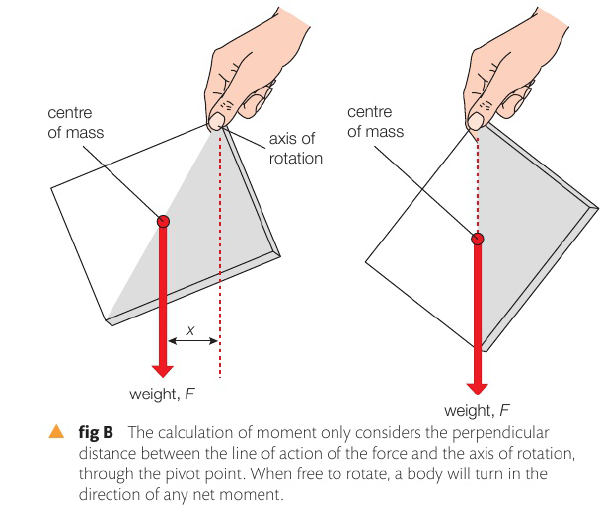 centre
of mass
axis of
rotation
x
weight, F
centre
of mass
weight, F
fig B The calculation of moment only considers the perpendicular
distance between the line of action of the force and the axis of rotation,
through the pivot point. When free to rotate, a body will turn in the
direction of any net moment.